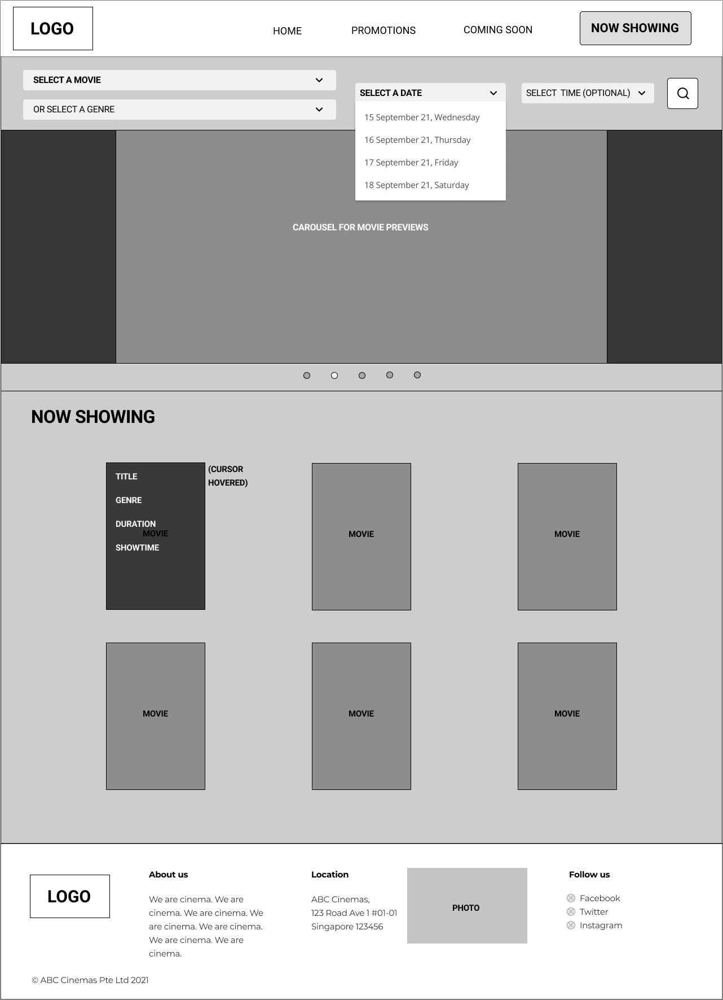 LOGO
HOME
PROMOTIONS
COMING SOON
NOW SHOWING
SELECT A MOVIE
OR SELECT A GENRE
SELECT A DATE
15 September 21, Wednesday
16 September 21, Thursday
17 September 21, Friday
18 September 21, Saturday
SELECT  TIME (OPTIONAL)
CAROUSEL FOR MOVIE PREVIEWS
NOW SHOWING
TITLE
GENRE
DURATION
MOVIE
SHOWTIME
(CURSOR
HOVERED)
MOVIE
MOVIE
MOVIE
MOVIE
MOVIE
LOGO
About us
We are cinema. We are
cinema. We are cinema. We
are cinema. We are cinema.
We are cinema. We are
cinema.
Location
ABC Cinemas,
123 Road Ave 1 #01-01
Singapore 123456
PHOTO
Follow us
Facebook
Twitter
Instagram
© ABC Cinemas Pte Ltd 2021